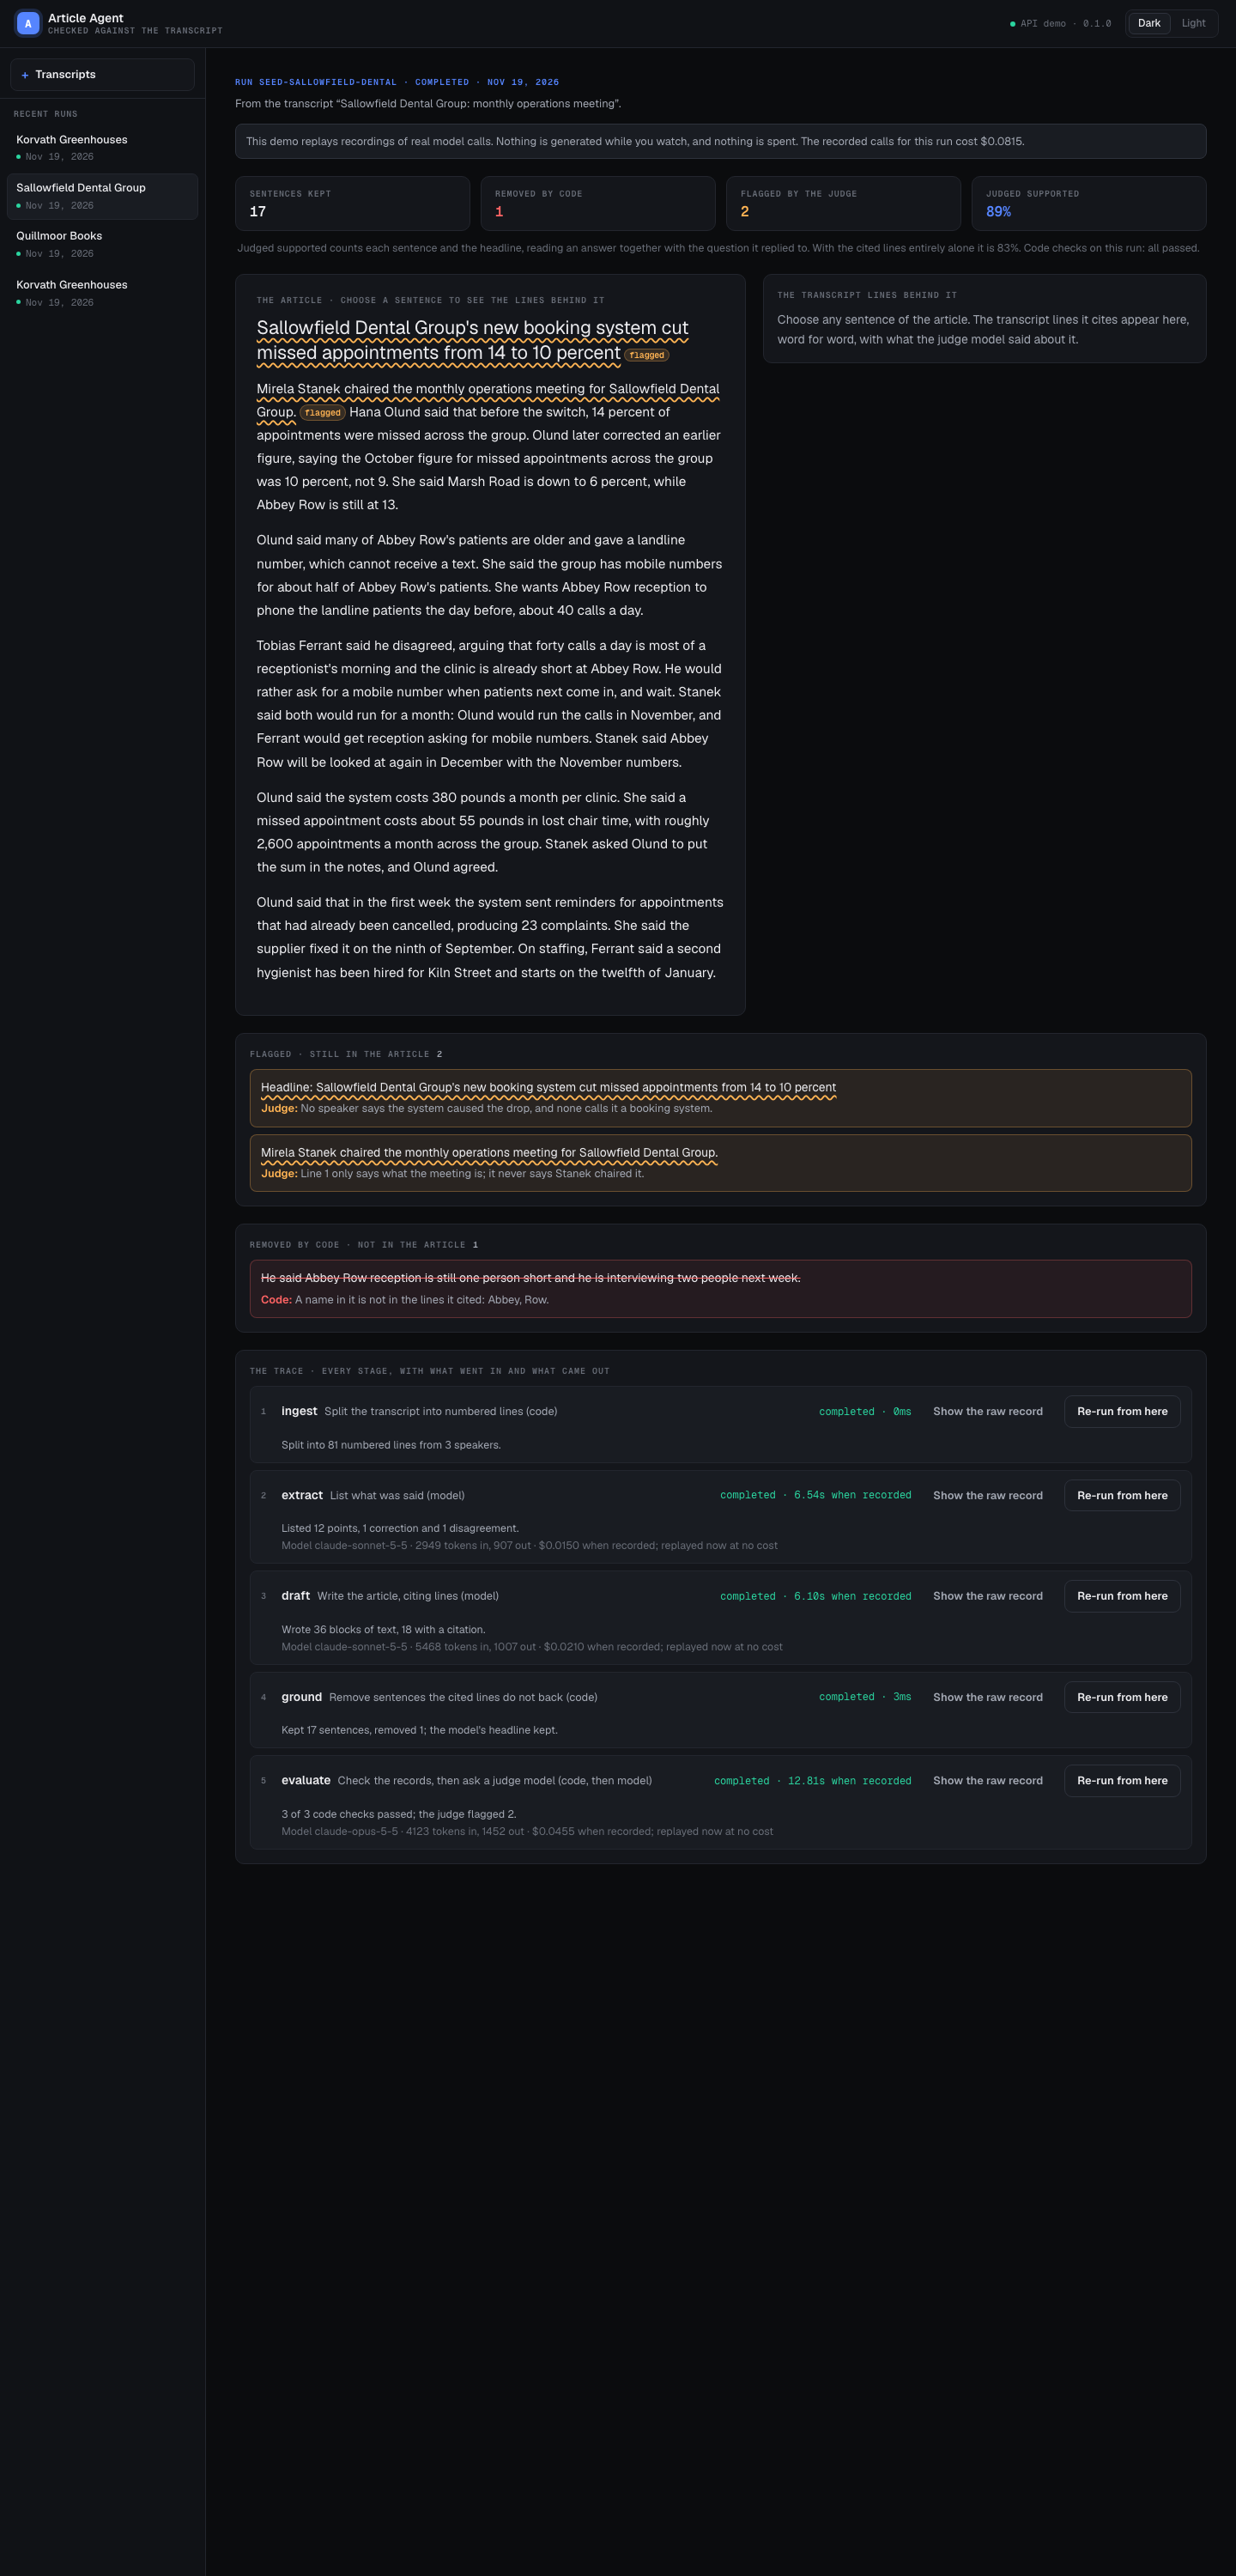 A
Article Agent
CHECKED AGAINST THE TRANSCRIPT
API demo · 0.1.0
Dark
Light
+ Transcripts
RECENT RUNS
Korvath Greenhouses
Nov 19, 2026
Sallowfield Dental Group
Nov 19, 2026
Quillmoor Books
Nov 19, 2026
Korvath Greenhouses
Nov 19, 2026
RUN SEED-SALLOWFIELD-DENTAL · COMPLETED · NOV 19, 2026
From the transcript “Sallowfield Dental Group: monthly operations meeting”.
This demo replays recordings of real model calls. Nothing is generated while you watch, and nothing is spent. The recorded calls for this run cost $0.0815.
SENTENCES KEPT
17
REMOVED BY CODE
1
FLAGGED BY THE JUDGE
2
JUDGED SUPPORTED
89%
Judged supported counts each sentence and the headline, reading an answer together with the question it replied to. With the cited lines entirely alone it is 83%. Code checks on this run: all passed.
THE ARTICLE · CHOOSE A SENTENCE TO SEE THE LINES BEHIND IT
Sallowfield Dental Group's new booking system cut
missed appointments from 14 to 10 percent flagged
Mirela Stanek chaired the monthly operations meeting for Sallowfield Dental
Group. flagged Hana Olund said that before the switch, 14 percent of
appointments were missed across the group. Olund later corrected an earlier
figure, saying the October figure for missed appointments across the group
was 10 percent, not 9. She said Marsh Road is down to 6 percent, while
Abbey Row is still at 13.
Olund said many of Abbey Row's patients are older and gave a landline
number, which cannot receive a text. She said the group has mobile numbers
for about half of Abbey Row's patients. She wants Abbey Row reception to
phone the landline patients the day before, about 40 calls a day.
Tobias Ferrant said he disagreed, arguing that forty calls a day is most of a
receptionist's morning and the clinic is already short at Abbey Row. He would
rather ask for a mobile number when patients next come in, and wait. Stanek
said both would run for a month: Olund would run the calls in November, and
Ferrant would get reception asking for mobile numbers. Stanek said Abbey
Row will be looked at again in December with the November numbers.
Olund said the system costs 380 pounds a month per clinic. She said a
missed appointment costs about 55 pounds in lost chair time, with roughly
2,600 appointments a month across the group. Stanek asked Olund to put
the sum in the notes, and Olund agreed.
Olund said that in the first week the system sent reminders for appointments
that had already been cancelled, producing 23 complaints. She said the
supplier fixed it on the ninth of September. On staffing, Ferrant said a second
hygienist has been hired for Kiln Street and starts on the twelfth of January.
THE TRANSCRIPT LINES BEHIND IT
Choose any sentence of the article. The transcript lines it cites appear here,
word for word, with what the judge model said about it.
FLAGGED · STILL IN THE ARTICLE 2
Headline: Sallowfield Dental Group's new booking system cut missed appointments from 14 to 10 percent
Judge: No speaker says the system caused the drop, and none calls it a booking system.
Mirela Stanek chaired the monthly operations meeting for Sallowfield Dental Group.
Judge: Line 1 only says what the meeting is; it never says Stanek chaired it.
REMOVED BY CODE · NOT IN THE ARTICLE 1
He said Abbey Row reception is still one person short and he is interviewing two people next week.
Code: A name in it is not in the lines it cited: Abbey, Row.
THE TRACE · EVERY STAGE, WITH WHAT WENT IN AND WHAT CAME OUT
1 ingest Split the transcript into numbered lines (code) completed · 0ms Show the raw record Re-run from here
Split into 81 numbered lines from 3 speakers.
2 extract List what was said (model) completed · 6.54s when recorded Show the raw record Re-run from here
Listed 12 points, 1 correction and 1 disagreement.
Model claude-sonnet-5-5 · 2949 tokens in, 907 out · $0.0150 when recorded; replayed now at no cost
3 draft Write the article, citing lines (model) completed · 6.10s when recorded Show the raw record Re-run from here
Wrote 36 blocks of text, 18 with a citation.
Model claude-sonnet-5-5 · 5468 tokens in, 1007 out · $0.0210 when recorded; replayed now at no cost
4 ground Remove sentences the cited lines do not back (code) completed · 3ms Show the raw record Re-run from here
Kept 17 sentences, removed 1; the model's headline kept.
5 evaluate Check the records, then ask a judge model (code, then model) completed · 12.81s when recorded Show the raw record Re-run from here
3 of 3 code checks passed; the judge flagged 2.
Model claude-opus-5-5 · 4123 tokens in, 1452 out · $0.0455 when recorded; replayed now at no cost